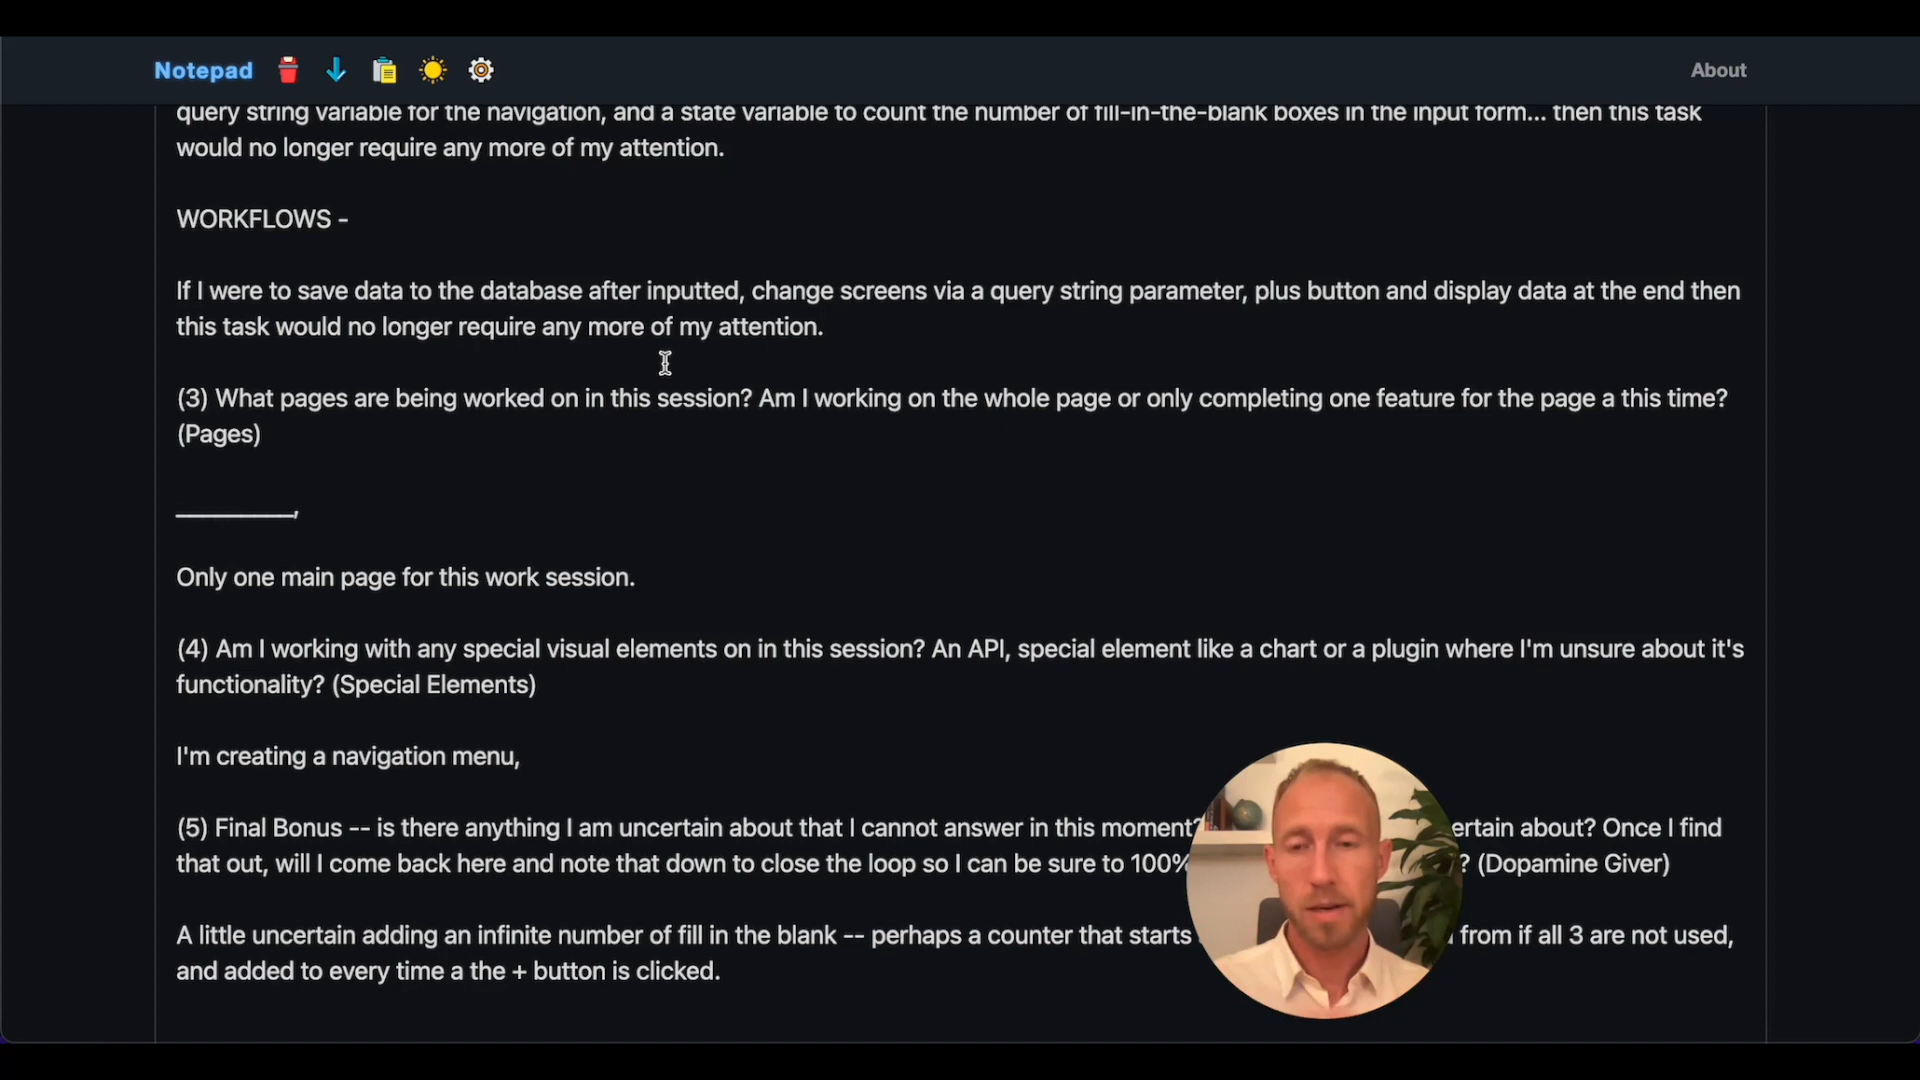 Notepad
About
query string variable for the navigation, and a state variable to count the number of fill-in-the-blank boxes in the input form... then this task
would no longer require any more of my attention.
WORKFLOWS -
If I were to save data to the database after inputted, change screens via a query string parameter, plus button and display data at the end then
this task would no longer require any more of my attention.
(3) What pages are being worked on in this session? Am I working on the whole page or only completing one feature for the page a this time?
(Pages)
__________,
Only one main page for this work session.
(4) Am I working with any special visual elements on in this session? An API, special element like a chart or a plugin where I'm unsure about it's
functionality? (Special Elements)
I'm creating a navigation menu,
(5) Final Bonus -- is there anything I am uncertain about that I cannot answer in this moment? ertain about? Once I find
that out, will I come back here and note that down to close the loop so I can be sure to 100% ? (Dopamine Giver)
A little uncertain adding an infinite number of fill in the blank -- perhaps a counter that starts from if all 3 are not used,
and added to every time a the + button is clicked.